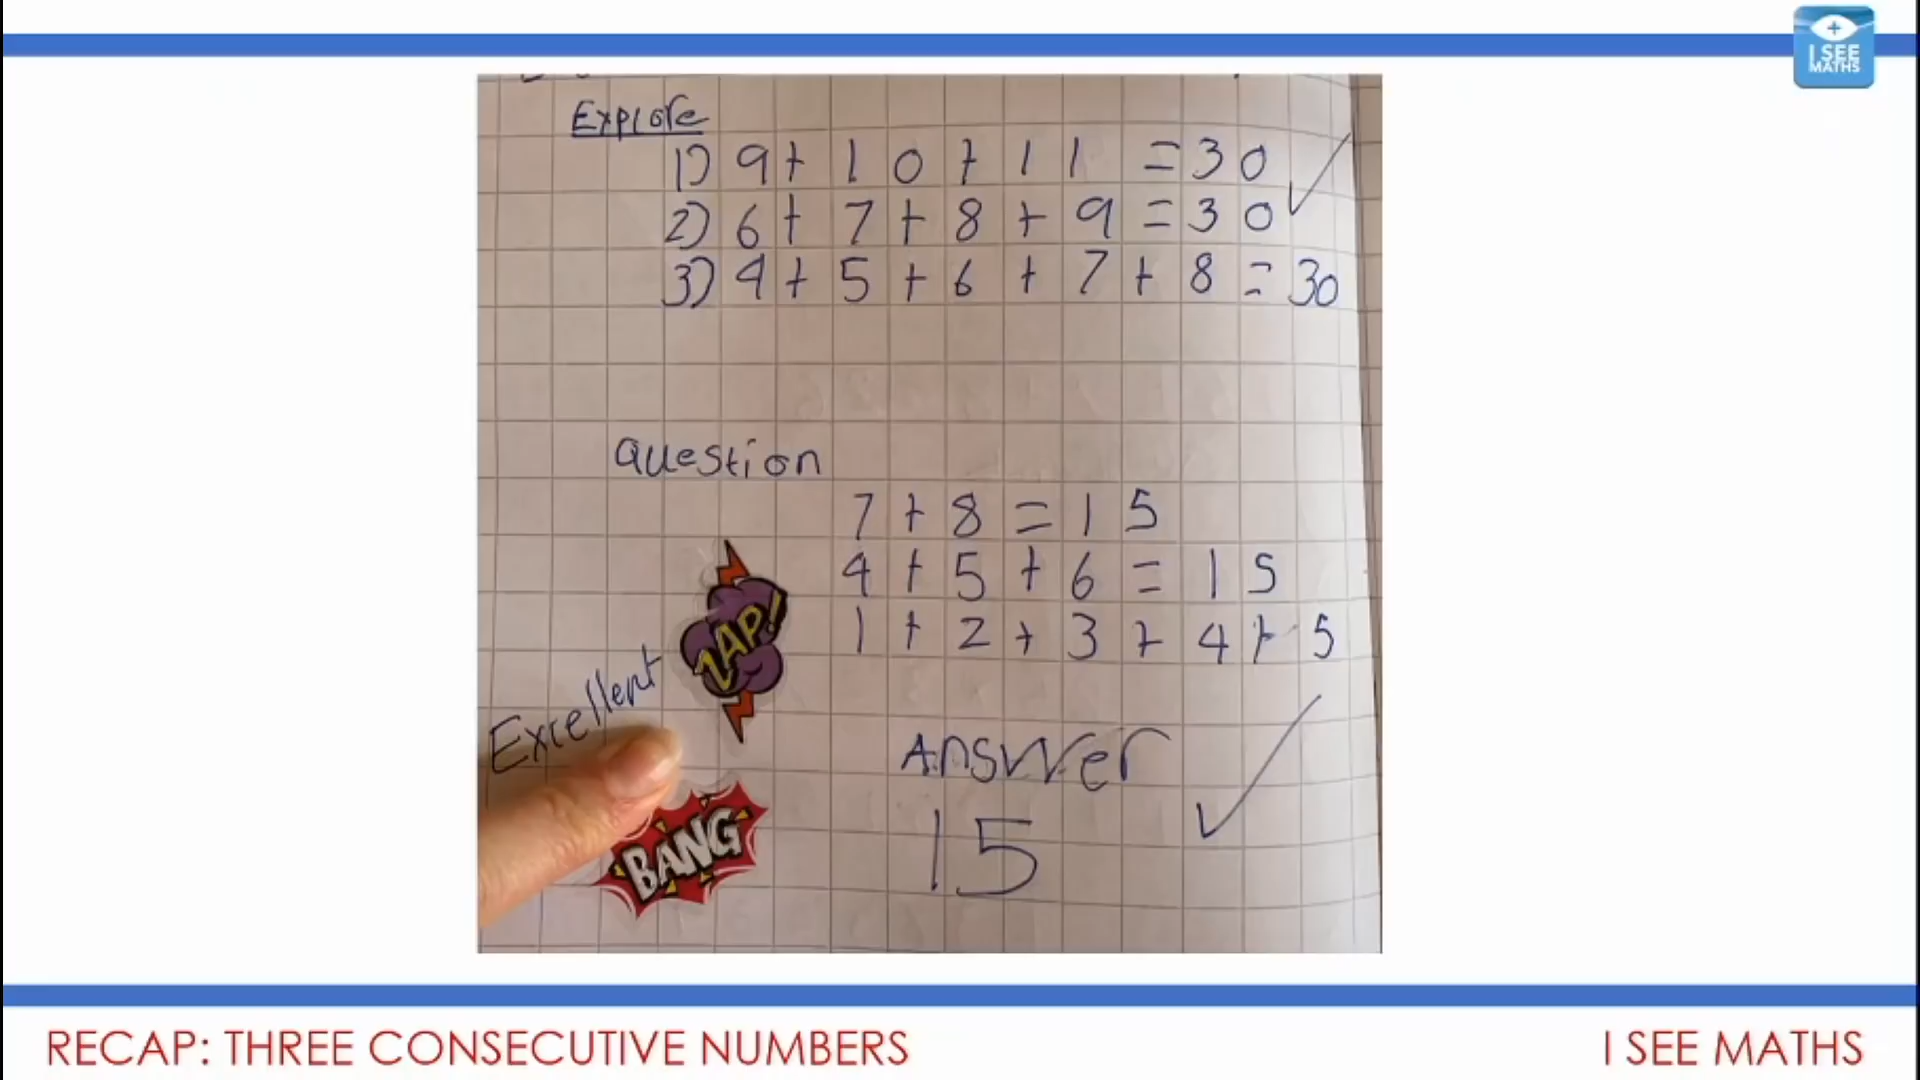 +
I SEE
MATHS
Explore
1) 9 + 10 + 11 = 30
2) 6 + 7 + 8 + 9 = 30
3) 4 + 5 + 6 + 7 + 8 = 30
Question
7 + 8 = 15
4 + 5 + 6 = 15
1 + 2 + 3 + 4 + 5
ZAP!
Excellent
Answer
15
BANG
RECAP: THREE CONSECUTIVE NUMBERS
I SEE MATHS